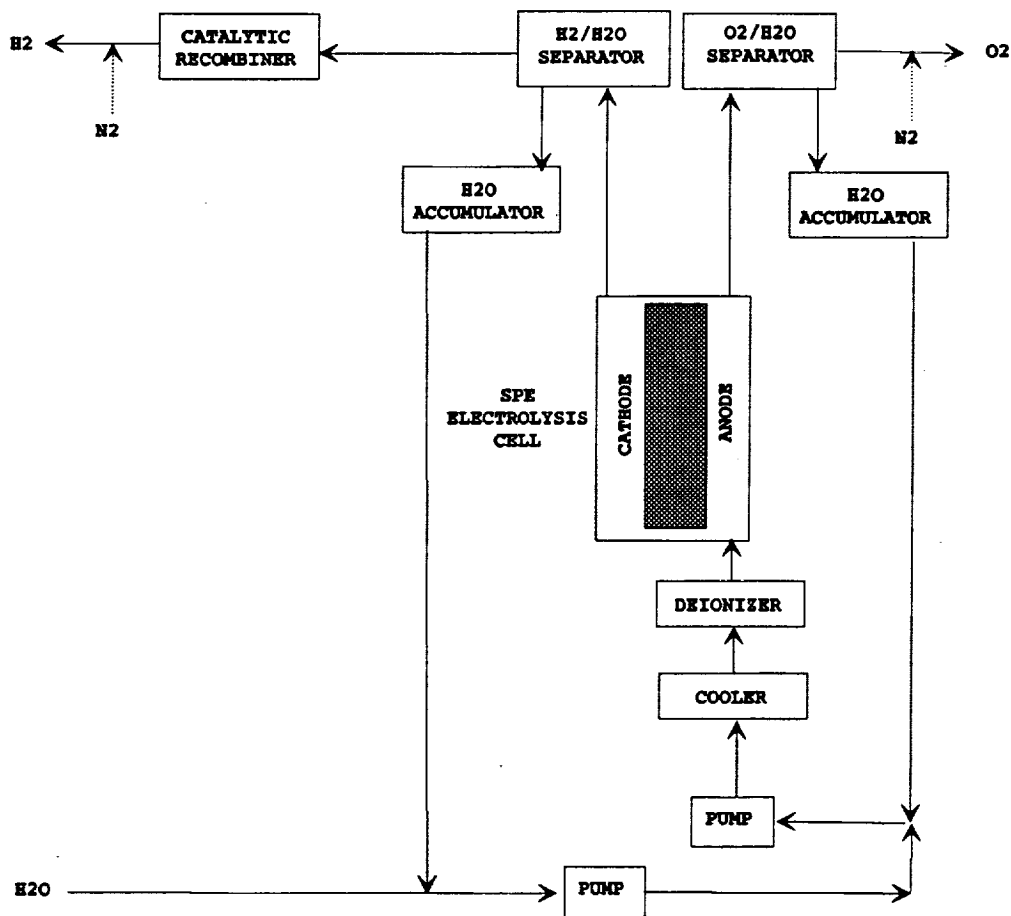 H2
CATALYTIC
RECOMBINER
H2/H2O
SEPARATOR
O2/H2O
SEPARATOR
O2
N2
N2
H2O
ACCUMULATOR
H2O
ACCUMULATOR
SPE
ELECTROLYSIS
CELL
CATHODE
ANODE
DEIONIZER
COOLER
PUMP
H2O
PUMP